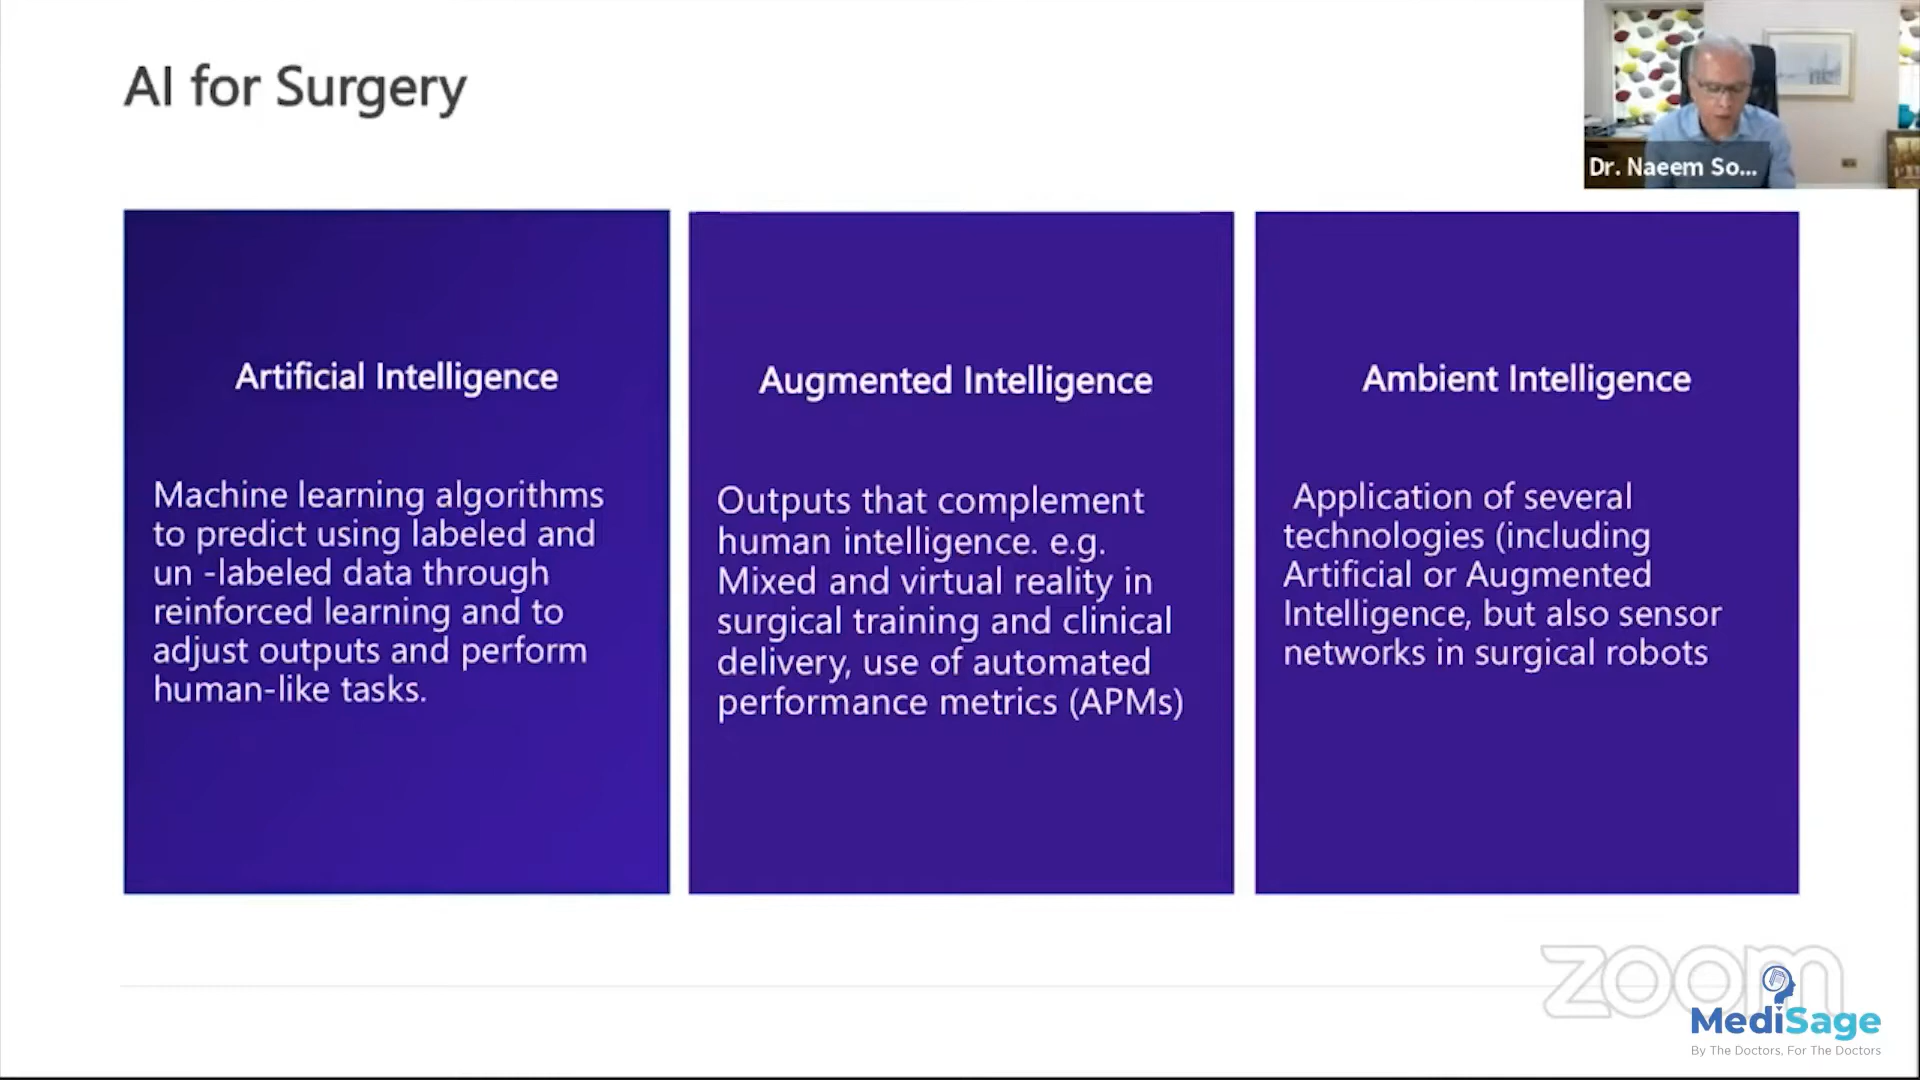 AI for Surgery
Dr. Naeem So...
Artificial Intelligence
Machine learning algorithms
to predict using labeled and
un -labeled data through
reinforced learning and to
adjust outputs and perform
human-like tasks.
Augmented Intelligence
Outputs that complement
human intelligence. e.g.
Mixed and virtual reality in
surgical training and clinical
delivery, use of automated
performance metrics (APMs)
Ambient Intelligence
Application of several
technologies (including
Artificial or Augmented
Intelligence, but also sensor
networks in surgical robots
zoom
MediSage
By The Doctors, For The Doctors